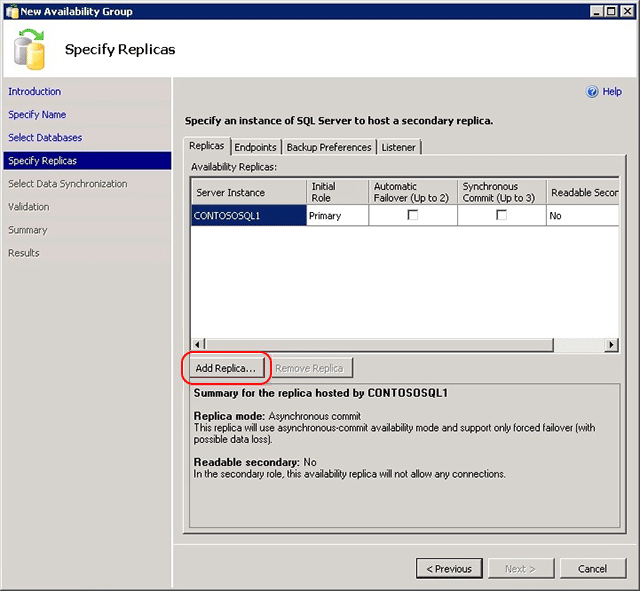 New Availability Group
Specify Replicas
Introduction
Specify Name
Select Databases
Specify Replicas
Select Data Synchronization
Validation
Summary
Results
Help
Specify an instance of SQL Server to host a secondary replica.
Replicas Endpoints Backup Preferences Listener
Availability Replicas:
Server Instance Initial Role Automatic Failover (Up to 2) Synchronous Commit (Up to 3) Readable Secon
CONTOSOSQL1 Primary No
Add Replica... Remove Replica
Summary for the replica hosted by CONTOSOSQL1
Replica mode: Asynchronous commit
This replica will use asynchronous-commit availability mode and support only forced failover (with
possible data loss).
Readable secondary: No
In the secondary role, this availability replica will not allow any connections.
< Previous Next > Cancel